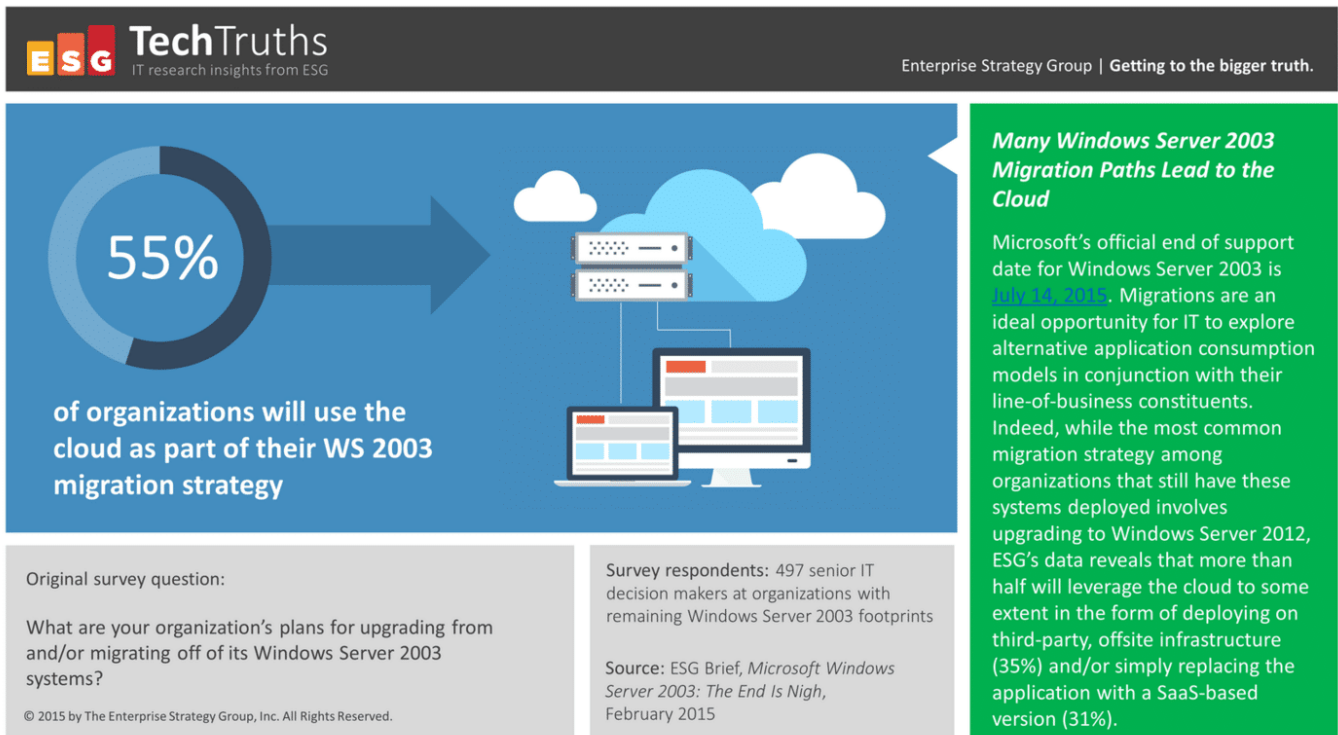 ESG TechTruths
IT research insights from ESG
Enterprise Strategy Group | Getting to the bigger truth.
55%
of organizations will use the
cloud as part of their WS 2003
migration strategy
Many Windows Server 2003
Migration Paths Lead to the
Cloud
Microsoft's official end of support
date for Windows Server 2003 is
July 14, 2015. Migrations are an
ideal opportunity for IT to explore
alternative application consumption
models in conjunction with their
line-of-business constituents.
Indeed, while the most common
migration strategy among
organizations that still have these
systems deployed involves
upgrading to Windows Server 2012,
ESG's data reveals that more than
half will leverage the cloud to some
extent in the form of deploying on
third-party, offsite infrastructure
(35%) and/or simply replacing the
application with a SaaS-based
version (31%).
Original survey question:
What are your organization's plans for upgrading from
and/or migrating off of its Windows Server 2003
systems?
© 2015 by The Enterprise Strategy Group, Inc. All Rights Reserved.
Survey respondents: 497 senior IT
decision makers at organizations with
remaining Windows Server 2003 footprints
Source: ESG Brief, Microsoft Windows
Server 2003: The End Is Nigh,
February 2015